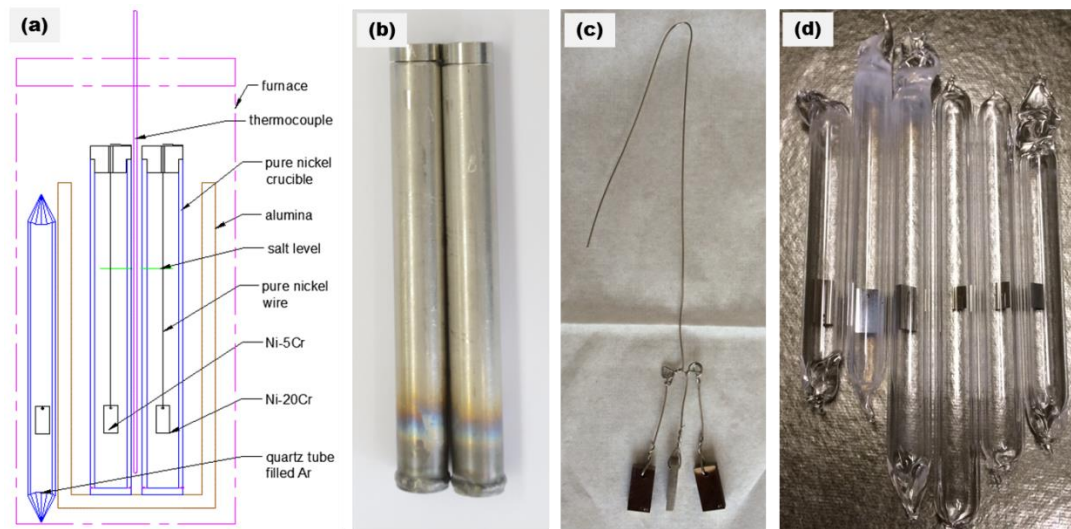 (a)
furnace
thermocouple
pure nickel
crucible
alumina
salt level
pure nickel
wire
Ni-5Cr
Ni-20Cr
quartz tube
filled Ar
(b)
(c)
(d)